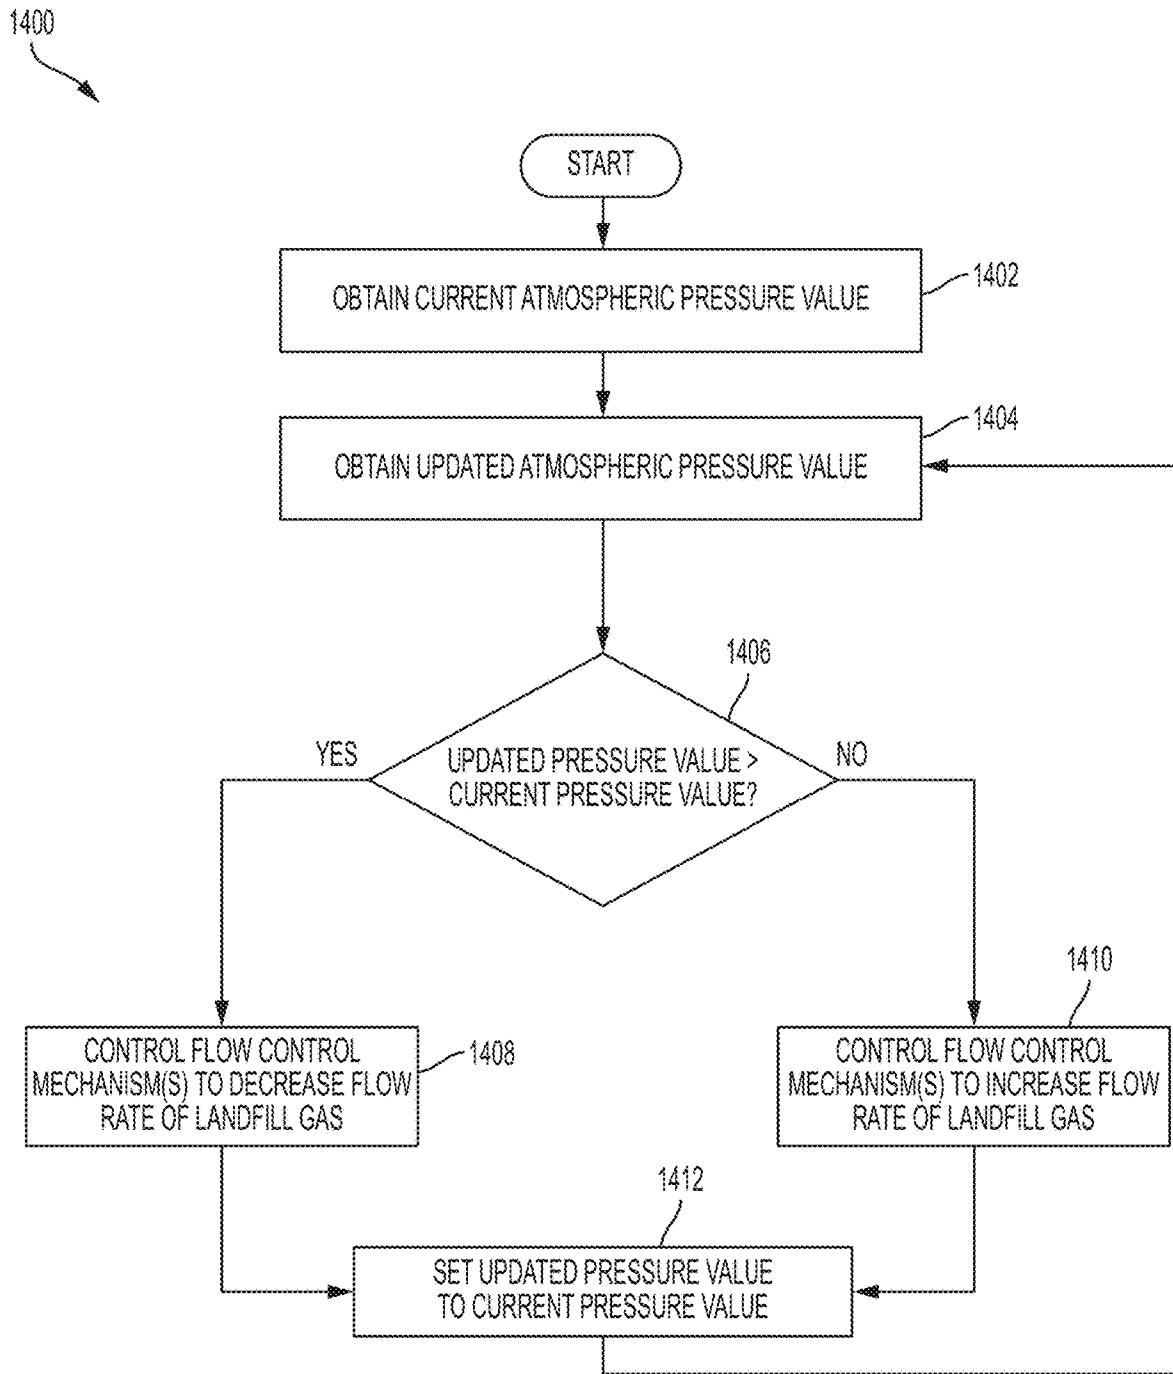 1400
START
OBTAIN CURRENT ATMOSPHERIC PRESSURE VALUE
1402
OBTAIN UPDATED ATMOSPHERIC PRESSURE VALUE
1404
1406
YES
UPDATED PRESSURE VALUE >
CURRENT PRESSURE VALUE?
NO
CONTROL FLOW CONTROL
MECHANISM(S) TO DECREASE FLOW
RATE OF LANDFILL GAS
1408
1410
CONTROL FLOW CONTROL
MECHANISM(S) TO INCREASE FLOW
RATE OF LANDFILL GAS
1412
SET UPDATED PRESSURE VALUE
TO CURRENT PRESSURE VALUE